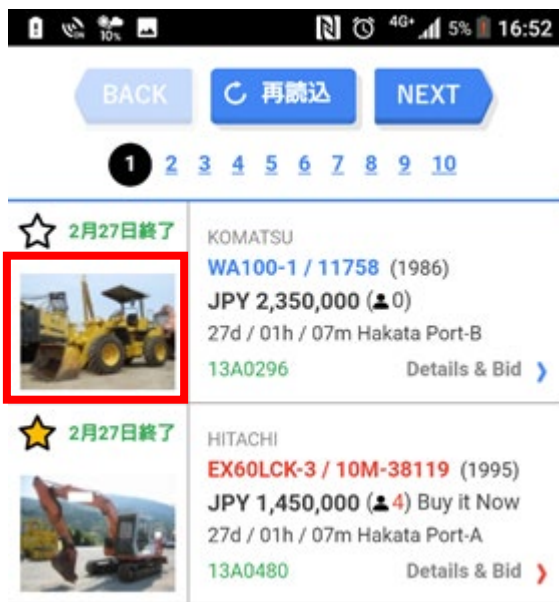 10%
4G+ 5% 16:52
BACK 再読込 NEXT
1 2 3 4 5 6 7 8 9 10
2月27日終了
KOMATSU
WA100-1 / 11758 (1986)
JPY 2,350,000 (0)
27d / 01h / 07m Hakata Port-B
13A0296 Details & Bid
2月27日終了
HITACHI
EX60LCK-3 / 10M-38119 (1995)
JPY 1,450,000 (4) Buy it Now
27d / 01h / 07m Hakata Port-A
13A0480 Details & Bid